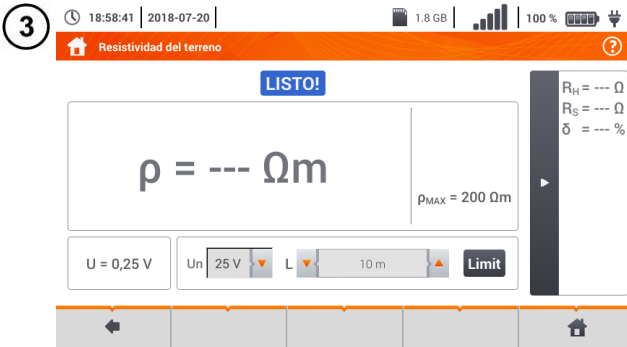 3
18:58:41 2018-07-20 1.8 GB 100 %
Resistividad del terreno ?
LISTO!
ρ = --- Ωm
ρMAX = 200 Ωm
RH = --- Ω
RS = --- Ω
δ = --- %
U = 0,25 V Un 25 V L 10 m Limit